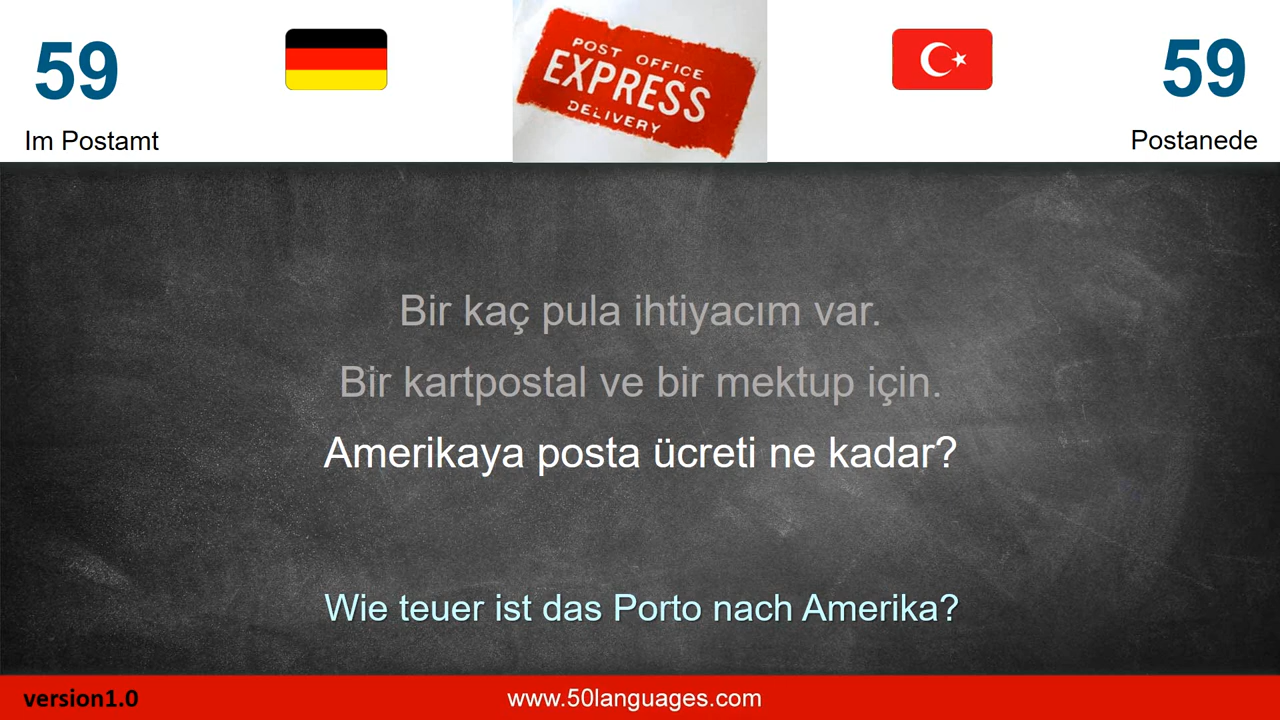 59
Im Postamt
POST OFFICE
EXPRESS
DELIVERY
59
Postanede
Bir kaç pula ihtiyacım var.
Bir kartpostal ve bir mektup için.
Amerikaya posta ücreti ne kadar?
Wie teuer ist das Porto nach Amerika?
version1.0
www.50languages.com